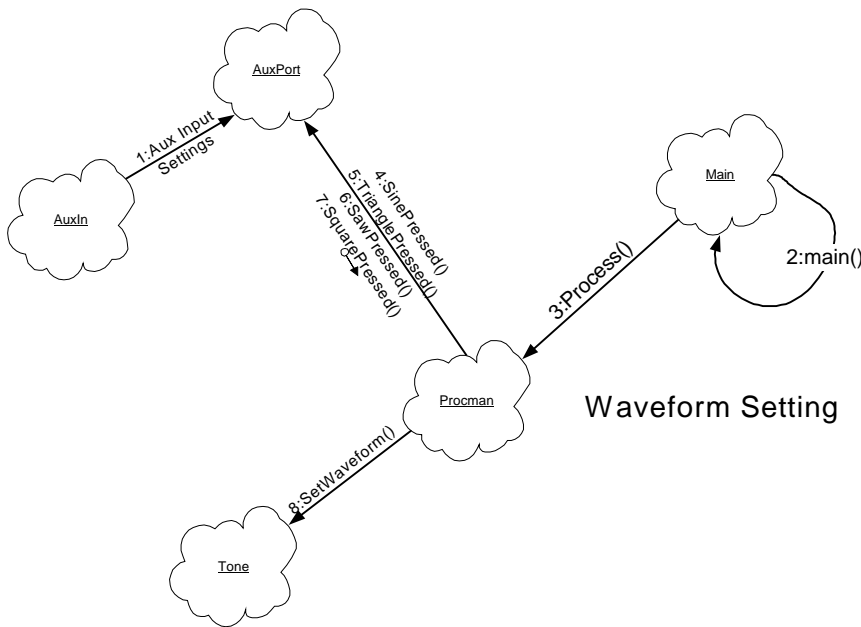 AuxPort
1:Aux Input
Settings
AuxIn
Main
2:main()
4:SinePressed()
5:TrianglePressed()
6:SawPressed()
7:SquarePressed()
3:Process()
Procman
Waveform Setting
8:SetWaveform()
Tone